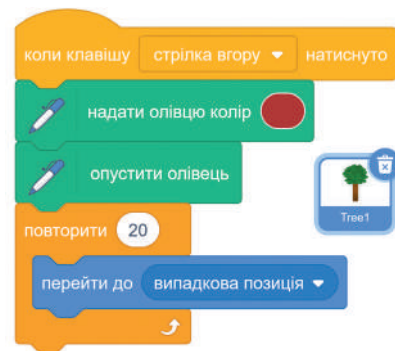 коли клавішу стрілка вгору натиснуто
надати олівцю колір
опустити олівець
Tree1
повторити 20
перейти до випадкова позиція